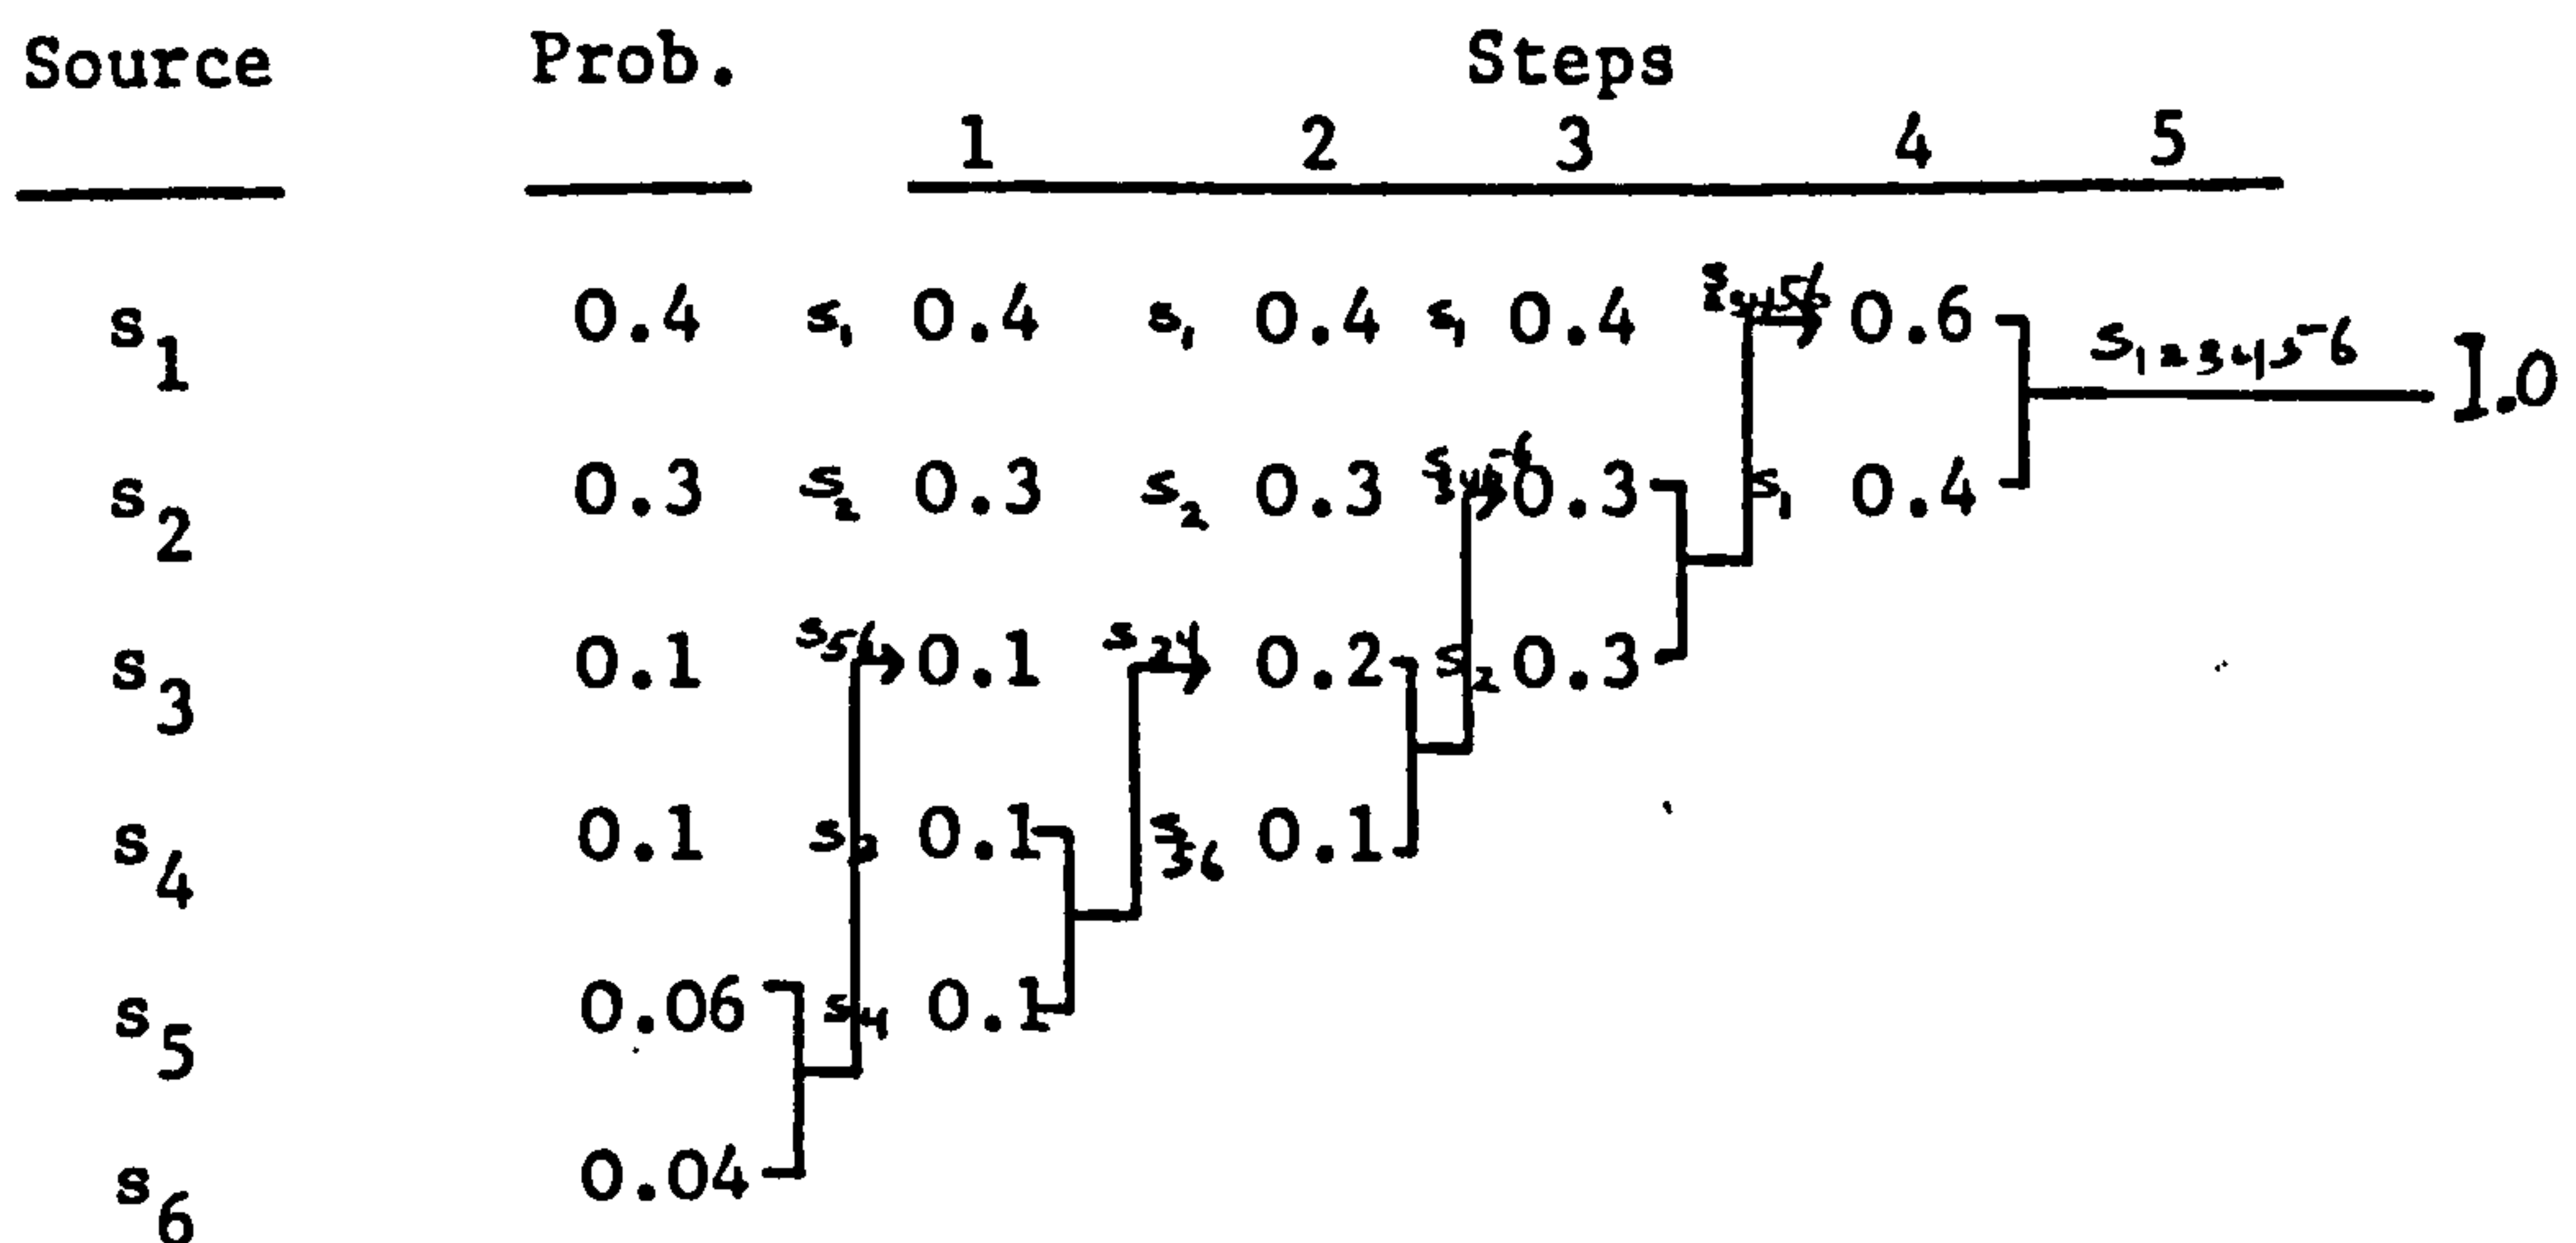 Source Prob. Steps
1 2 3 4 5
s1 0.4 s1 0.4 s1 0.4 s1 0.4 0.6 s12345-6 1.0
s2 0.3 s2 0.3 s2 0.3 0.3 s1 0.4
s3 0.1 s56 0.1 0.2 s2 0.3
s4 0.1 0.1 0.1
s5 0.06 s4 0.1
s6 0.04